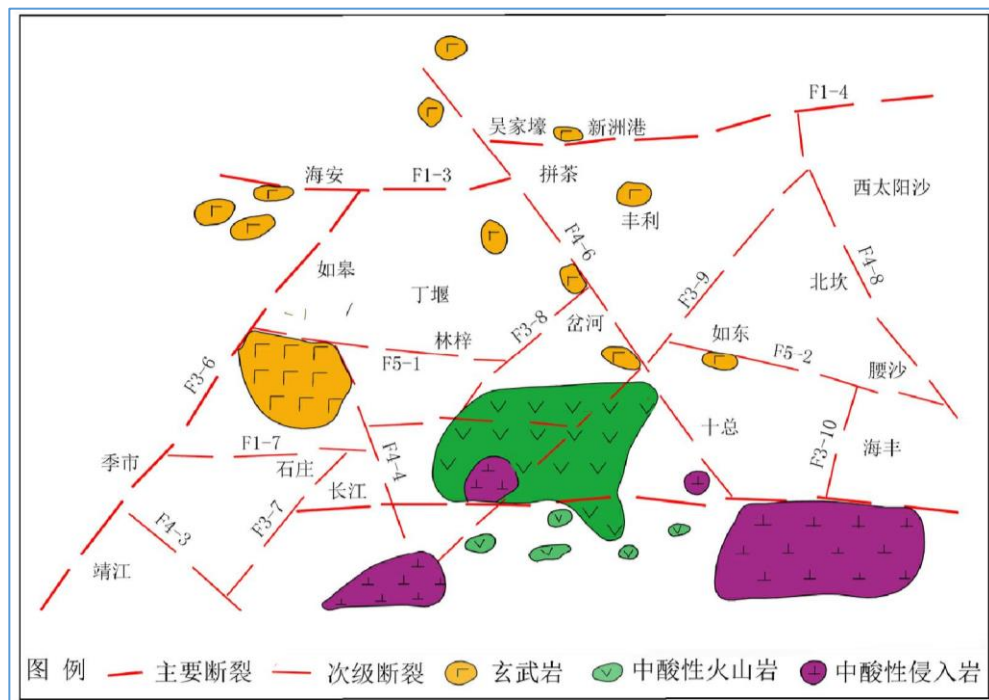 F1-4
吴家壕 新洲港
海安 F1-3 拼茶 西太阳沙
丰利
F4-6
如皋 F3-9 北坎 F4-8
丁堰
F3-8 岔河
林梓 如东
F5-1 F5-2 腰沙
F3-6
十总 F3-10 海丰
F1-7
季市 石庄 F4-4
长江
F3-7
F4-3
靖江
图 例 主要断裂 次级断裂 玄武岩 中酸性火山岩 中酸性侵入岩